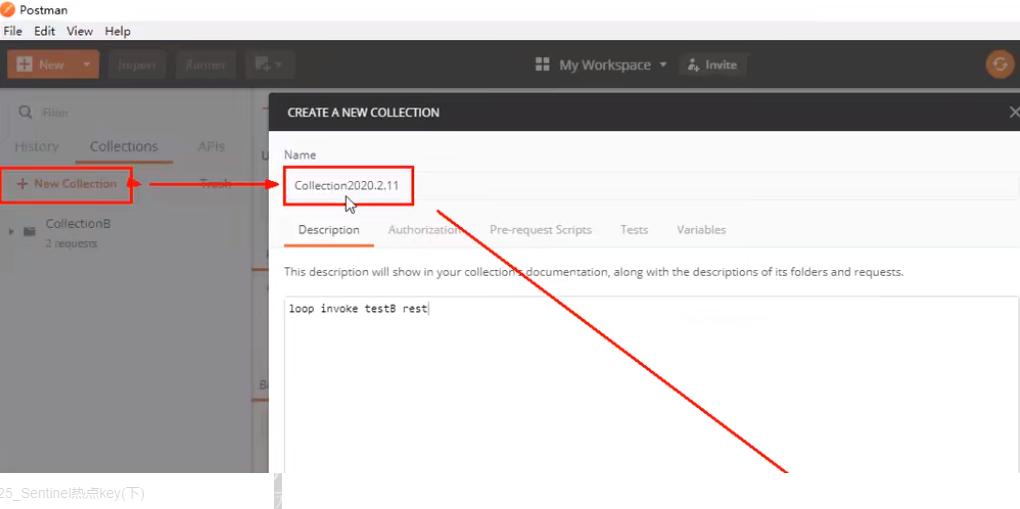 Postman
File Edit View Help
New Import Runner My Workspace Invite
Filter
History Collections APIs
New Collection Trash
CollectionB
2 requests
CREATE A NEW COLLECTION
Name
Collection2020.2.11
Description Authorization Pre-request Scripts Tests Variables
This description will show in your collection's documentation, along with the descriptions of its folders and requests.
loop invoke testB rest
25_Sentinel热点key(下)